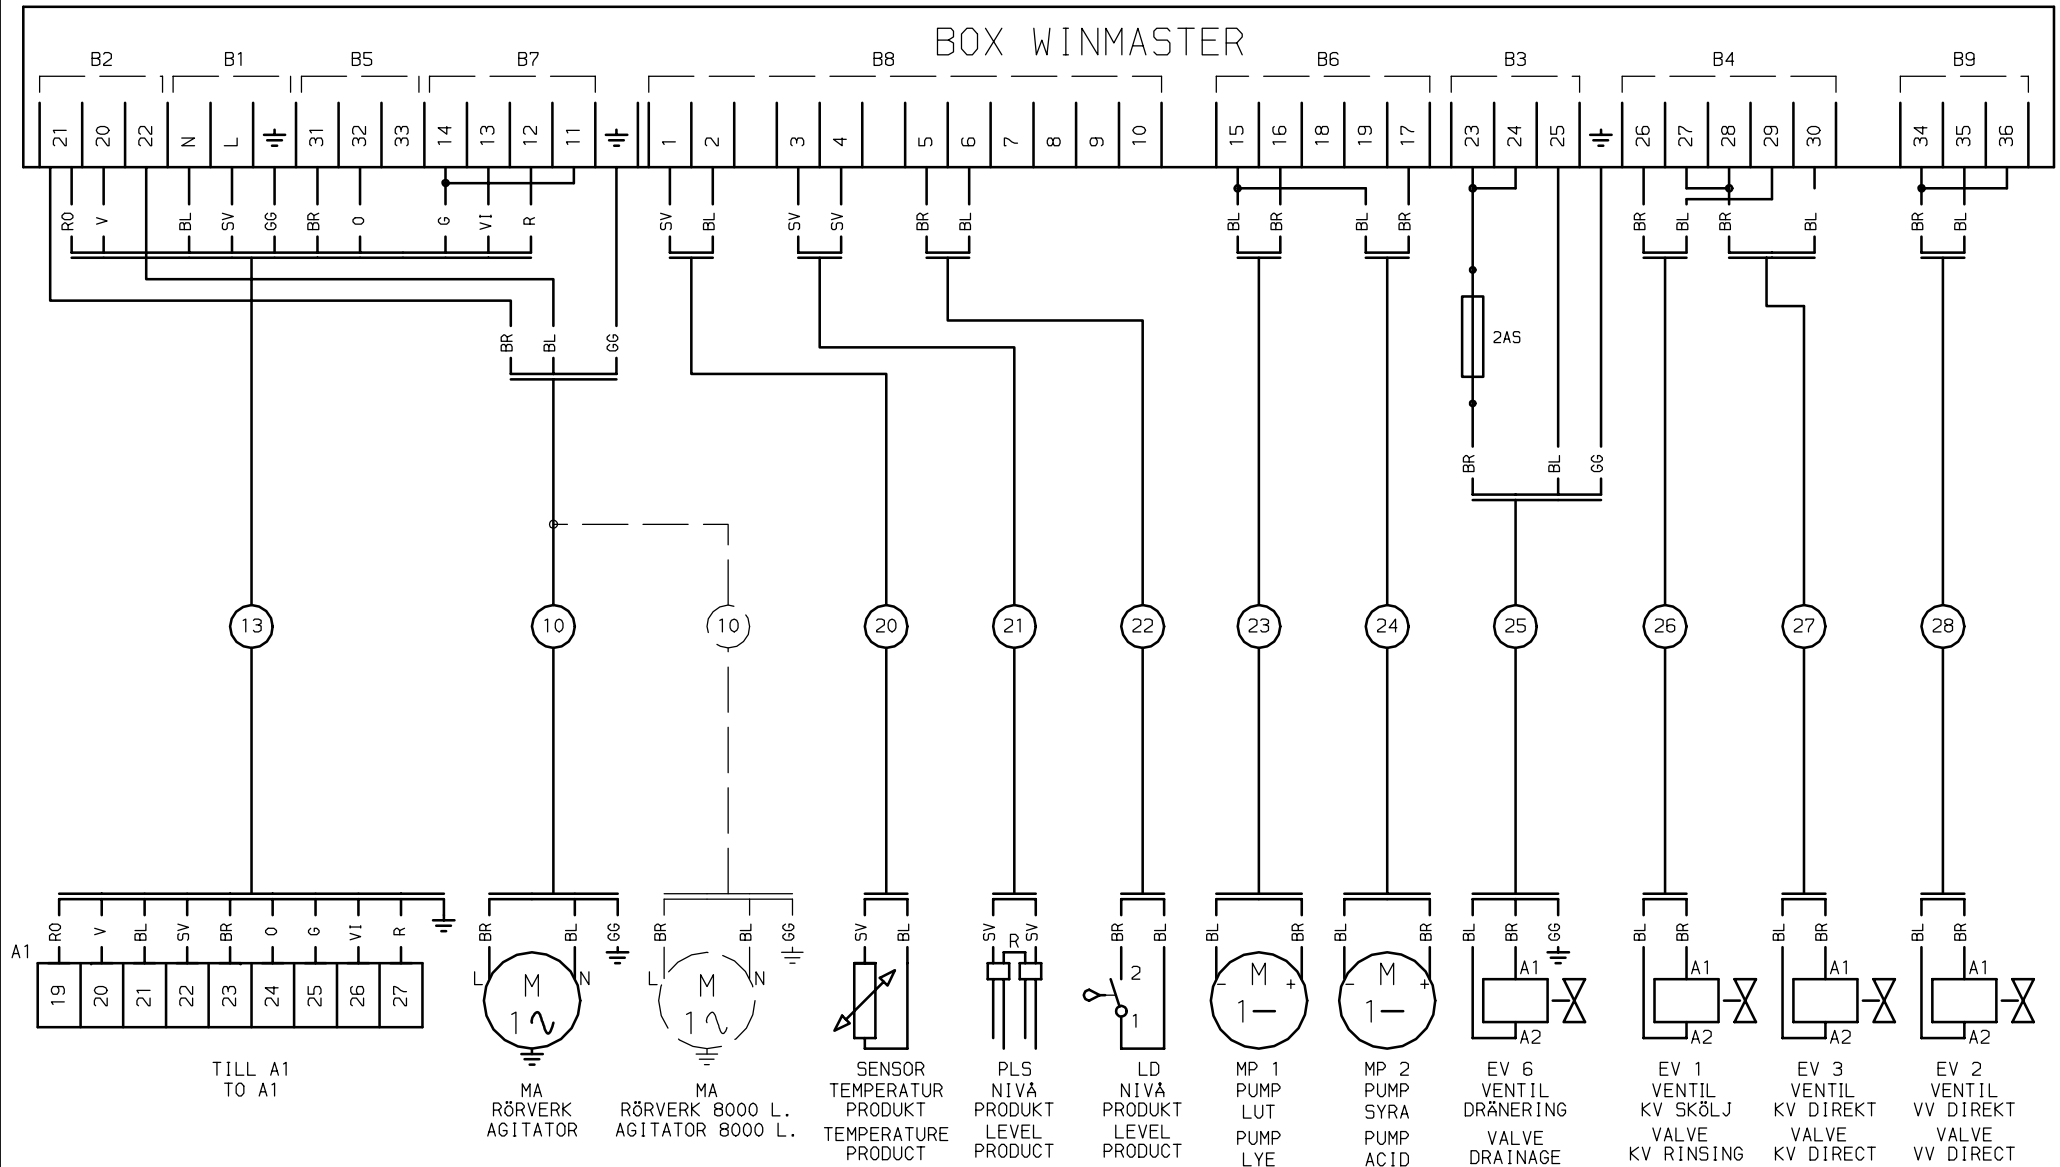 BOX WINMASTER
B2 B1 B5 B7 B8 B6 B3 B4 B9
21 20 22 N L 31 32 33 14 13 12 11 1 2 3 4 5 6 7 8 9 10 15 16 18 19 17 23 24 25 26 27 28 29 30 34 35 36
RO V BL SV GG BR O G VI R SV BL SV SV BR BL BL BR BL BR BR BL BR BL BR BL
2AS
BR BL GG
BR BL GG
13 10 10 20 21 22 23 24 25 26 27 28
RO V BL SV BR O G VI R BR BL GG BR BL GG SV BL SV SV BR BL BL BR BL BR BL BR GG BL BR BL BR BL BR
R
A1
L N L N 2 A1 A1 A1 A1
19 20 21 22 23 24 25 26 27
M M M M
- + - +
1 1 1 1- 1-
A2 A2 A2 A2
TILL A1
TO A1
MA
RÖRVERK
AGITATOR
MA
RÖRVERK 8000 L.
AGITATOR 8000 L.
SENSOR
TEMPERATUR
PRODUKT
TEMPERATURE
PRODUCT
PLS
NIVÅ
PRODUKT
LEVEL
PRODUCT
LD
NIVÅ
PRODUKT
LEVEL
PRODUCT
MP 1
PUMP
LUT
PUMP
LYE
MP 2
PUMP
SYRA
PUMP
ACID
EV 6
VENTIL
DRÄNERING
VALVE
DRAINAGE
EV 1
VENTIL
KV SKÖLJ
VALVE
KV RINSING
EV 3
VENTIL
KV DIREKT
VALVE
KV DIRECT
EV 2
VENTIL
VV DIREKT
VALVE
VV DIRECT